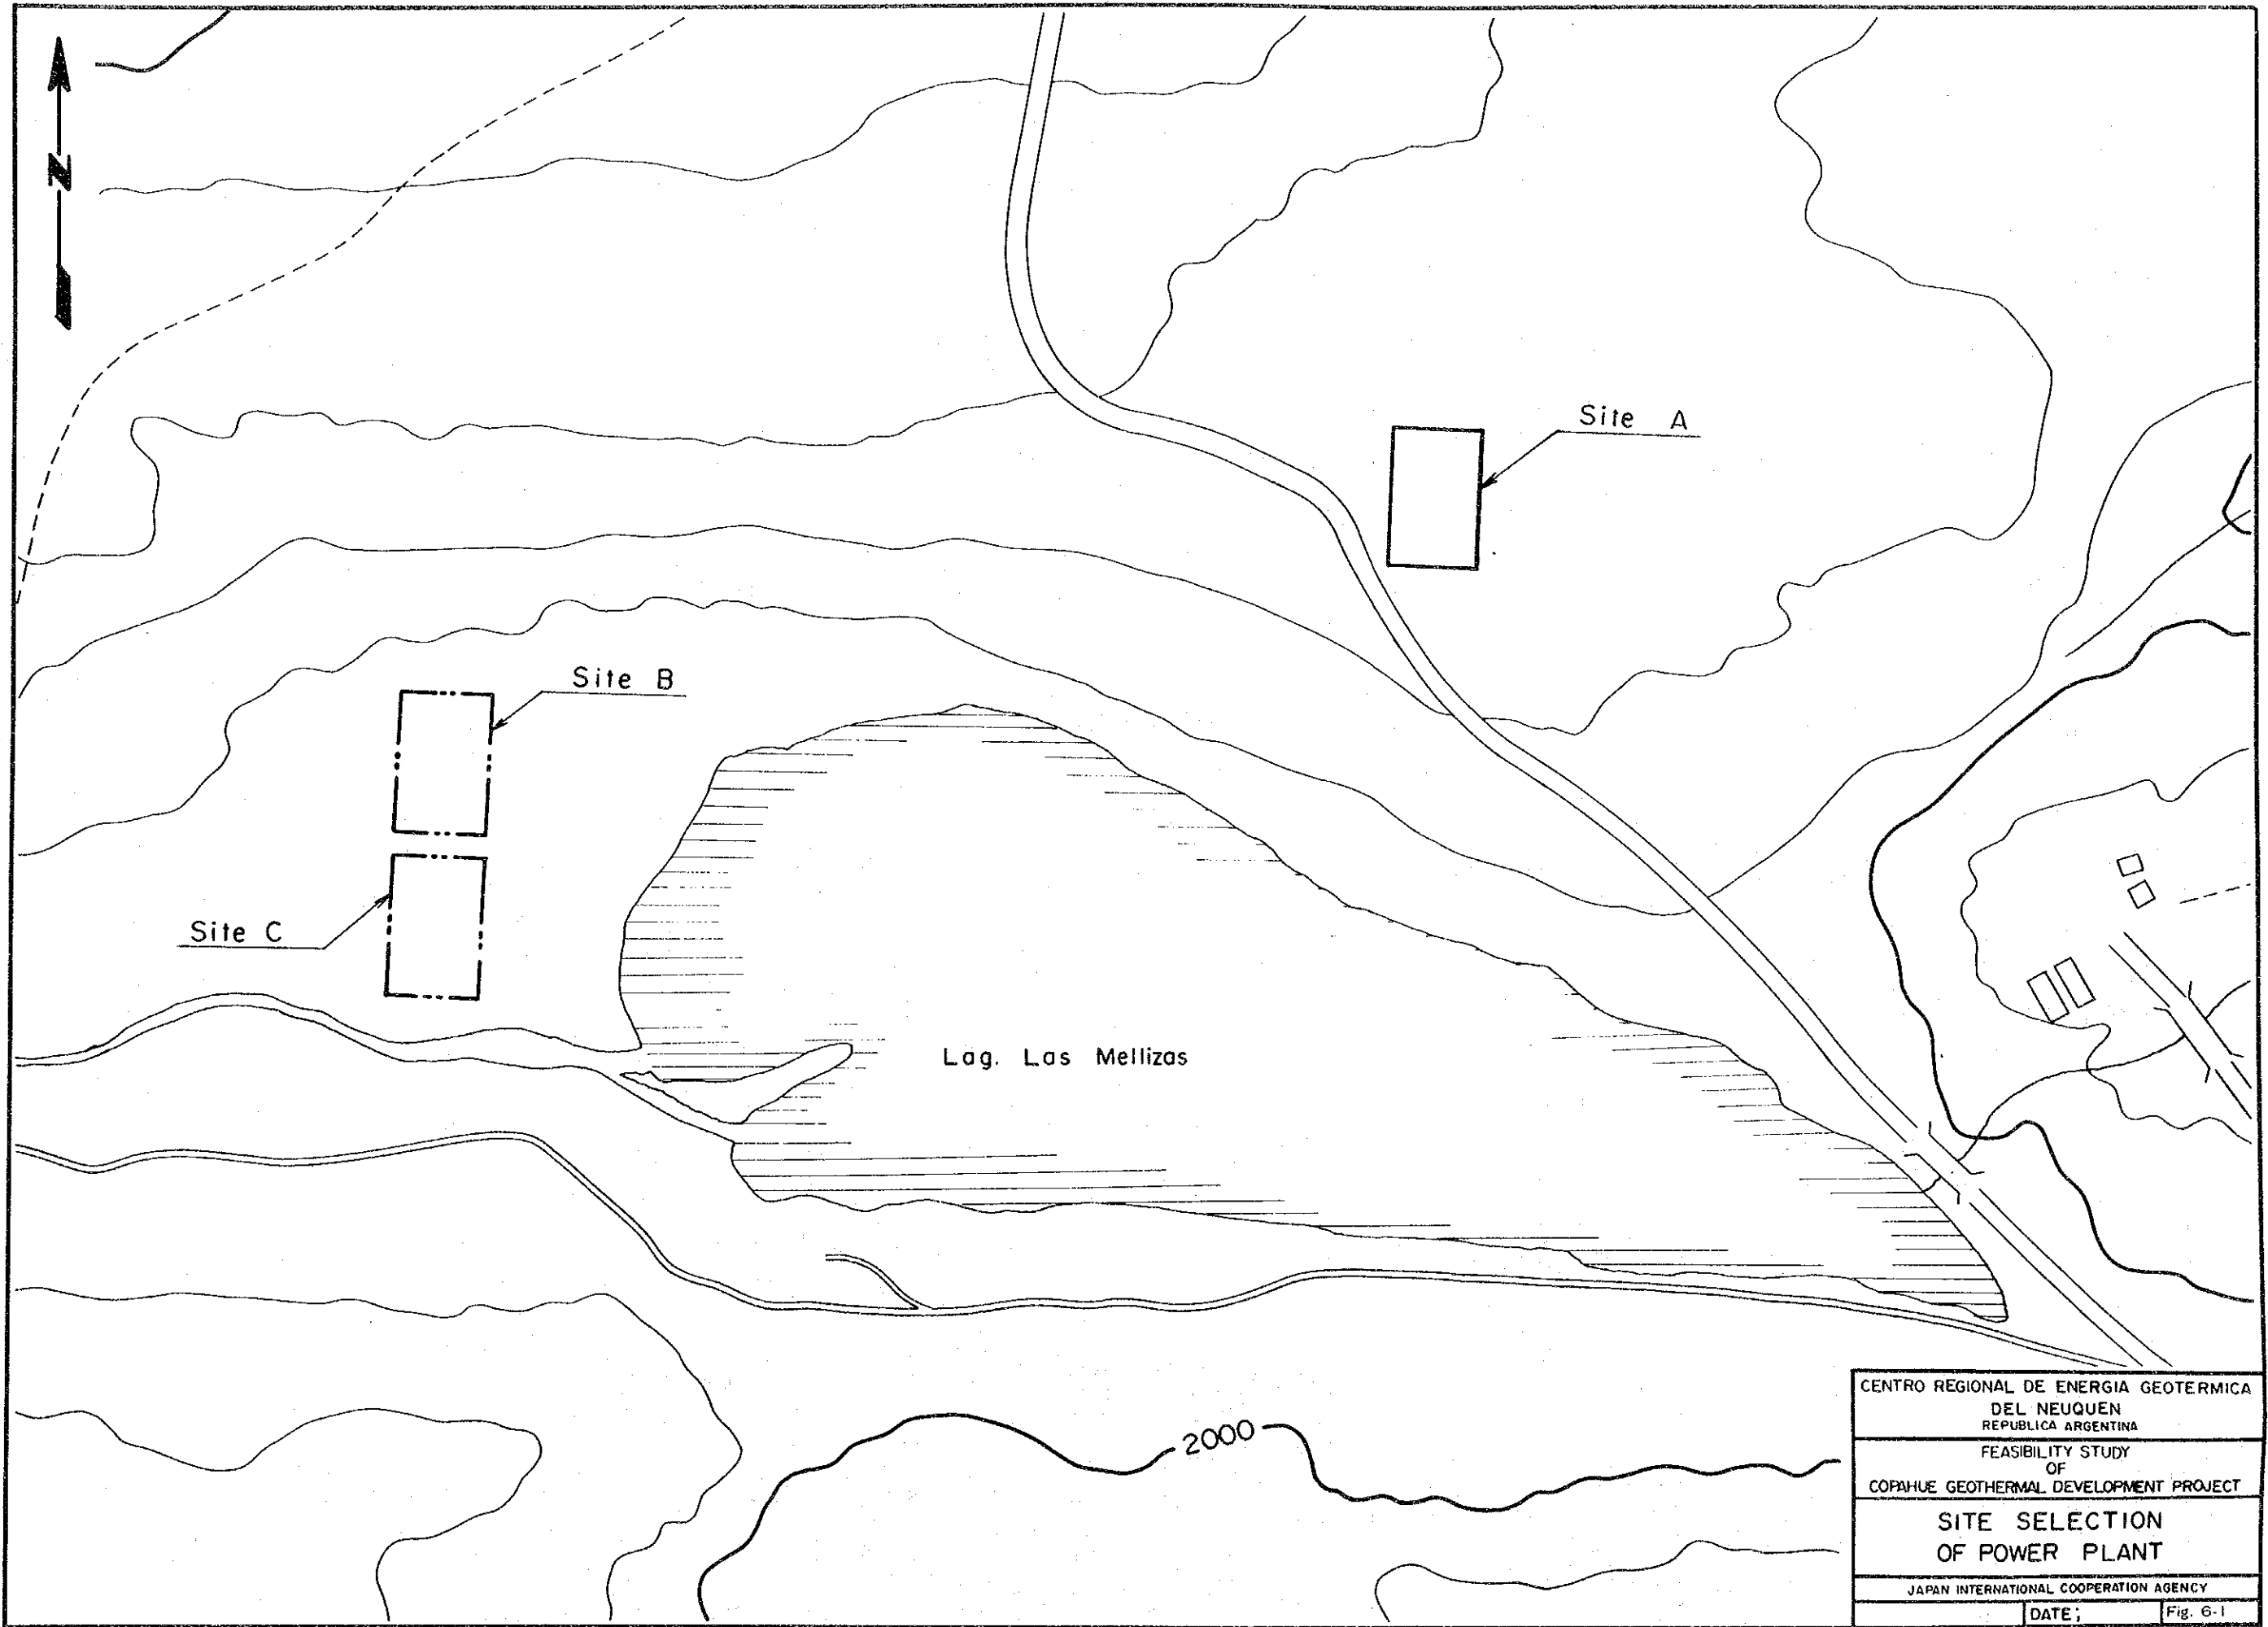 N
Site A
Site B
Site C
Lag. Las Mellizas
2000
CENTRO REGIONAL DE ENERGIA GEOTERMICA
DEL NEUQUEN
REPUBLICA ARGENTINA
FEASIBILITY STUDY
OF
COPAHUE GEOTHERMAL DEVELOPMENT PROJECT
SITE SELECTION
OF POWER PLANT
JAPAN INTERNATIONAL COOPERATION AGENCY
DATE; Fig. 6-1